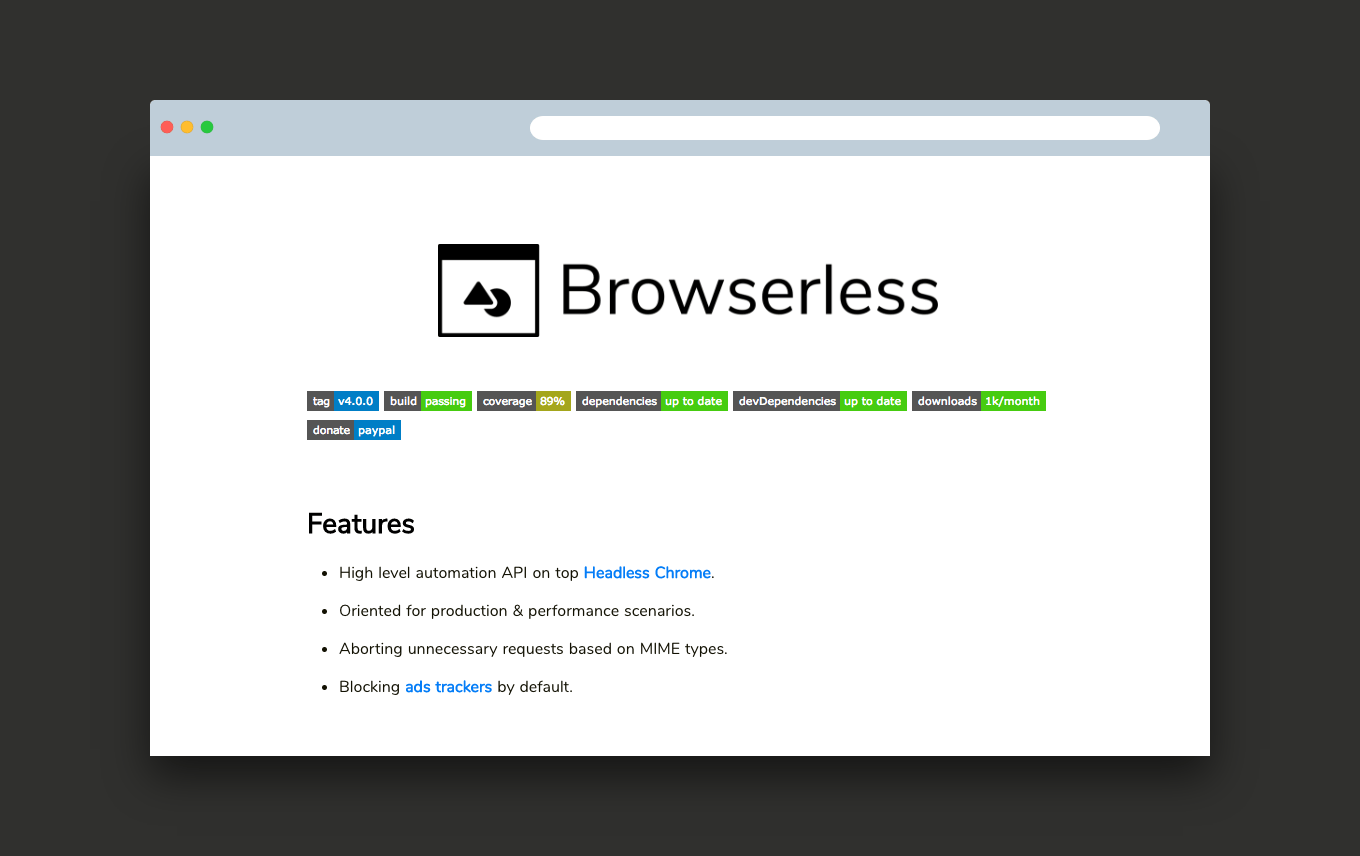 Browserless
tag v4.0.0 build passing coverage 89% dependencies up to date devDependencies up to date downloads 1k/month
donate paypal
Features
• High level automation API on top Headless Chrome.
• Oriented for production & performance scenarios.
• Aborting unnecessary requests based on MIME types.
• Blocking ads trackers by default.